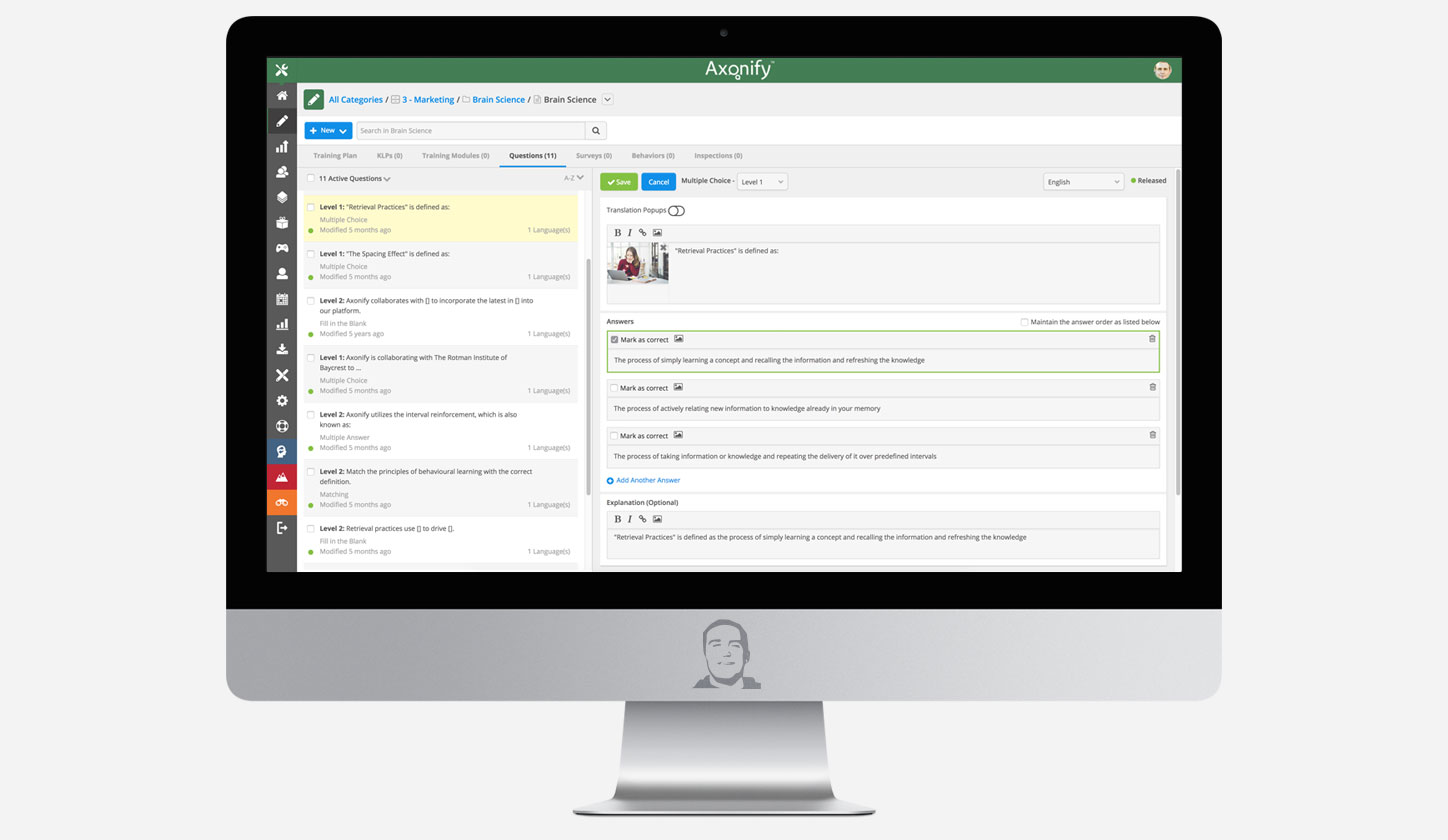 Axonify™
All Categories / 3 - Marketing / Brain Science / Brain Science
New
Search in Brain Science
Training Plan KLPs (0) Training Modules (0) Questions (11) Surveys (0) Behaviors (0) Inspections (0)
11 Active Questions
A-Z
Level 1: "Retrieval Practices" is defined as:
Multiple Choice
Modified 5 months ago 1 Language(s)
Level 1: "The Spacing Effect" is defined as:
Multiple Choice
Modified 5 months ago 1 Language(s)
Level 2: Axonify collaborates with [] to incorporate the latest in [] into
our platform.
Fill in the Blank
Modified 5 years ago 1 Language(s)
Level 1: Axonify is collaborating with The Rotman Institute of
Baycrest to ...
Multiple Choice
Modified 5 months ago 1 Language(s)
Level 2: Axonify utilizes the interval reinforcement, which is also
known as:
Multiple Answer
Modified 5 months ago 1 Language(s)
Level 2: Match the principles of behavioural learning with the correct
definition.
Matching
Modified 5 months ago 1 Language(s)
Level 2: Retrieval practices use [] to drive [].
Fill in the Blank
Modified 5 months ago 1 Language(s)
Save Cancel Multiple Choice - Level 1 English Released
Translation Popups
B I
"Retrieval Practices" is defined as:
Answers Maintain the answer order as listed below
Mark as correct
The process of simply learning a concept and recalling the information and refreshing the knowledge
Mark as correct
The process of actively relating new information to knowledge already in your memory
Mark as correct
The process of taking information or knowledge and repeating the delivery of it over predefined intervals
Add Another Answer
Explanation (Optional)
B I
"Retrieval Practices" is defined as the process of simply learning a concept and recalling the information and refreshing the knowledge